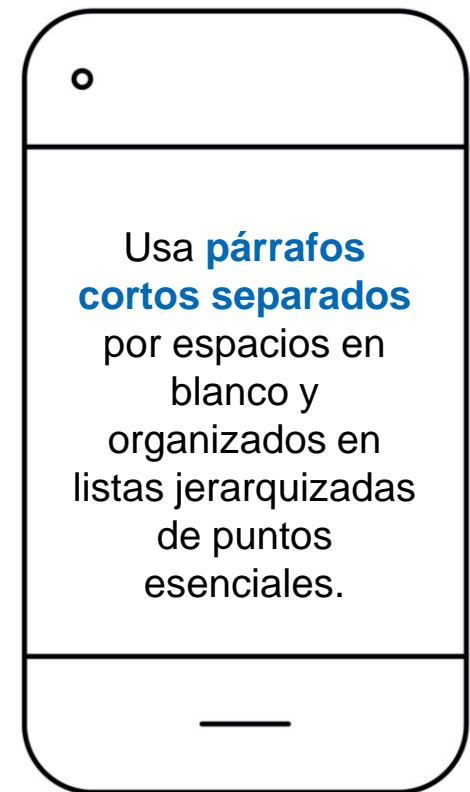 Usa párrafos
cortos separados
por espacios en
blanco y
organizados en
listas jerarquizadas
de puntos
esenciales.